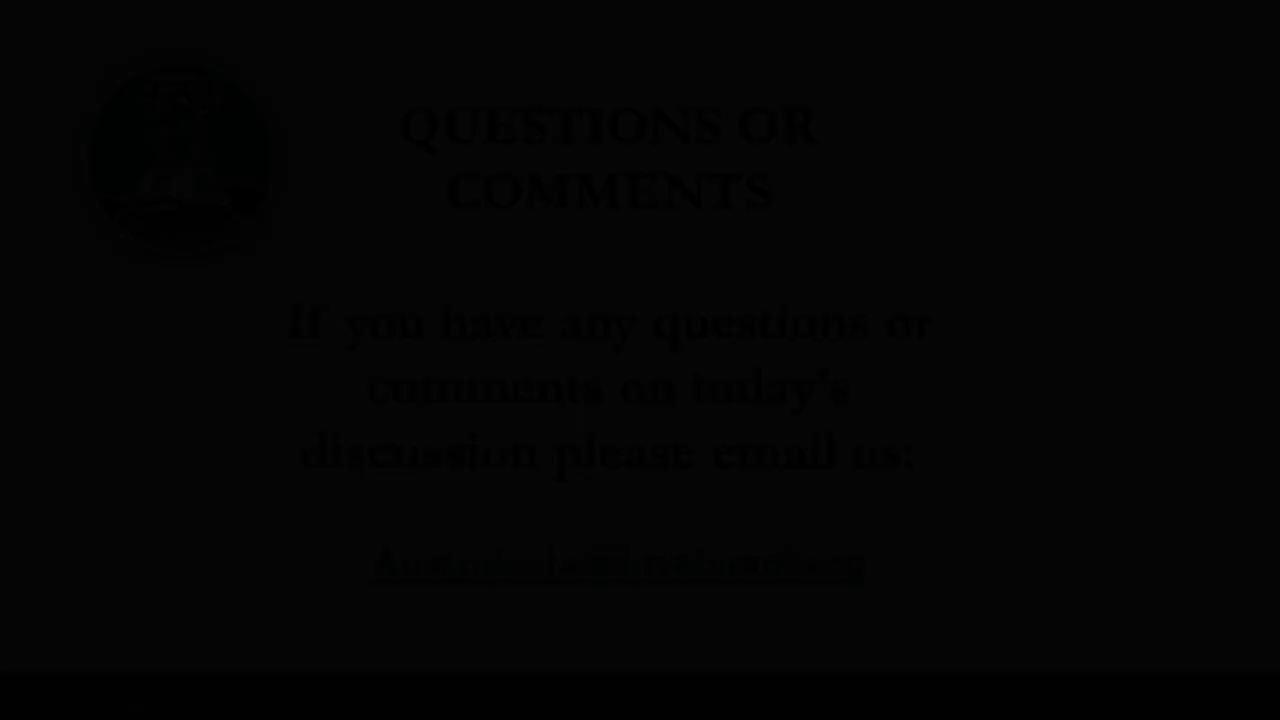 QUESTIONS OR
COMMENTS
If you have any questions or
comments on today's
discussion please email us: